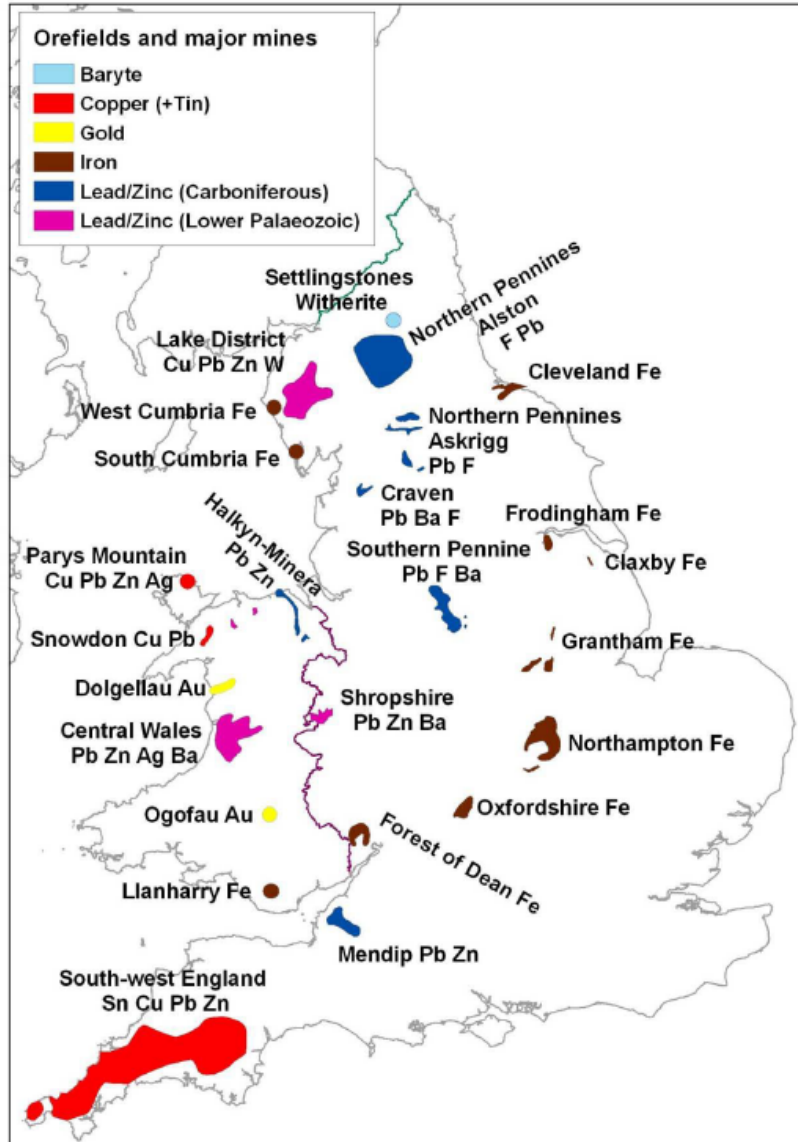 Orefields and major mines
Baryte
Copper (+Tin)
Gold
Iron
Lead/Zinc (Carboniferous)
Lead/Zinc (Lower Palaeozoic)
Settlingstones
Witherite
Northern Pennines
Alston
F Pb
Lake District
Cu Pb Zn W
Cleveland Fe
West Cumbria Fe
Northern Pennines
Askrigg
Pb F
South Cumbria Fe
Craven
Pb Ba F
Frodingham Fe
Halkyn-Minera
Pb Zn
Parys Mountain
Cu Pb Zn Ag
Southern Pennine
Pb F Ba
Claxby Fe
Snowdon Cu Pb
Grantham Fe
Dolgellau Au
Shropshire
Pb Zn Ba
Central Wales
Pb Zn Ag Ba
Northampton Fe
Ogofau Au
Oxfordshire Fe
Forest of Dean Fe
Llanharry Fe
Mendip Pb Zn
South-west England
Sn Cu Pb Zn